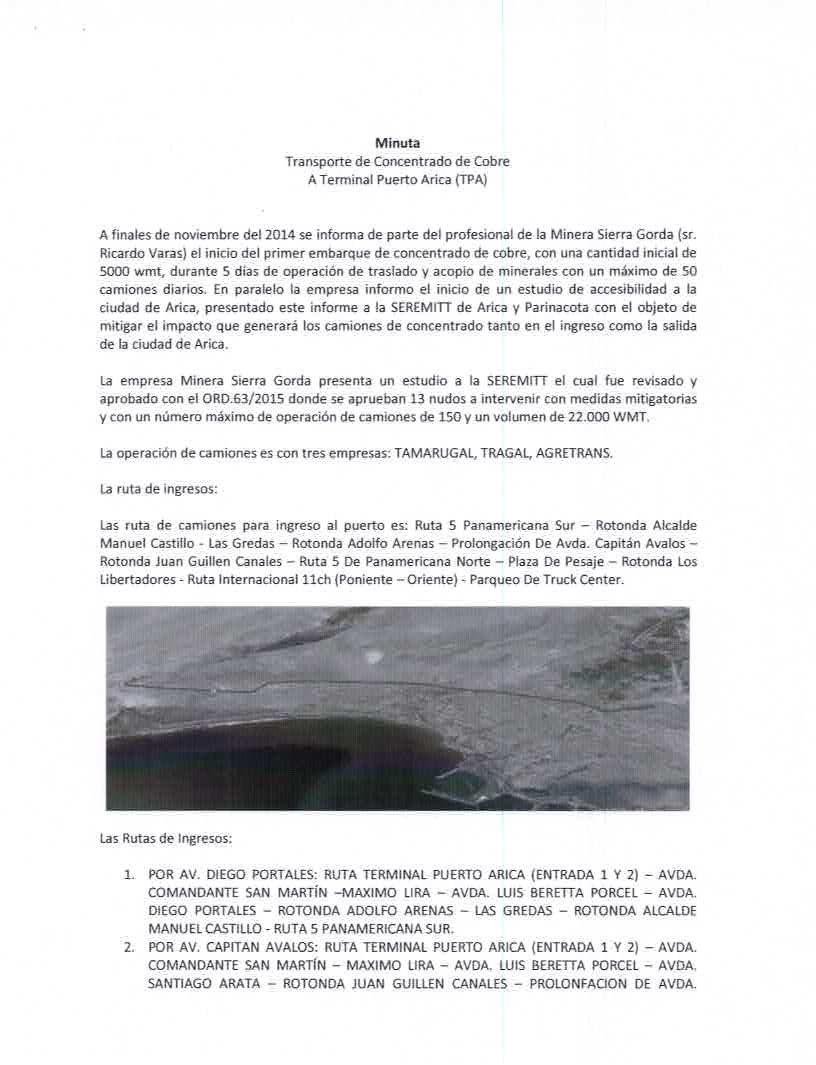 Minuta
Transporte de Concentrado de Cobre
A Terminal Puerto Arica (TPA)
A finales de noviembre del 2014 se informa de parte del profesional de la Minera Sierra Gorda (sr.
Ricardo Varas) el inicio del primer embarque de concentrado de cobre, con una cantidad inicial de
5000 wmt, durante 5 días de operación de traslado y acopio de minerales con un máximo de 50
camiones diarios. En paralelo la empresa informo el inicio de un estudio de accesibilidad a la
ciudad de Arica, presentado este informe a la SEREMITT de Arica y Parinacota con el objeto de
mitigar el impacto que generará los camiones de concentrado tanto en el ingreso como la salida
de la ciudad de Arica.
La empresa Minera Sierra Gorda presenta un estudio a la SEREMITT el cual fue revisado y
aprobado con el ORD.63/2015 donde se aprueban 13 nudos a intervenir con medidas mitigatorias
y con un número máximo de operación de camiones de 150 y un volumen de 22.000 WMT.
La operación de camiones es con tres empresas: TAMARUGAL, TRAGAL, AGRETRANS.
La ruta de ingresos:
Las ruta de camiones para ingreso al puerto es: Ruta 5 Panamericana Sur – Rotonda Alcalde
Manuel Castillo - Las Gredas – Rotonda Adolfo Arenas – Prolongación De Avda. Capitán Avalos –
Rotonda Juan Guillen Canales – Ruta 5 De Panamericana Norte – Plaza De Pesaje – Rotonda Los
Libertadores - Ruta Internacional 11ch (Poniente – Oriente) - Parqueo De Truck Center.
Las Rutas de Ingresos:
1. POR AV. DIEGO PORTALES: RUTA TERMINAL PUERTO ARICA (ENTRADA 1 Y 2) – AVDA.
COMANDANTE SAN MARTÍN –MAXIMO LIRA – AVDA. LUIS BERETTA PORCEL – AVDA.
DIEGO PORTALES – ROTONDA ADOLFO ARENAS – LAS GREDAS – ROTONDA ALCALDE
MANUEL CASTILLO - RUTA 5 PANAMERICANA SUR.
2. POR AV. CAPITAN AVALOS: RUTA TERMINAL PUERTO ARICA (ENTRADA 1 Y 2) – AVDA.
COMANDANTE SAN MARTÍN – MAXIMO LIRA – AVDA. LUIS BERETTA PORCEL – AVDA.
SANTIAGO ARATA – ROTONDA JUAN GUILLEN CANALES – PROLONFACION DE AVDA.